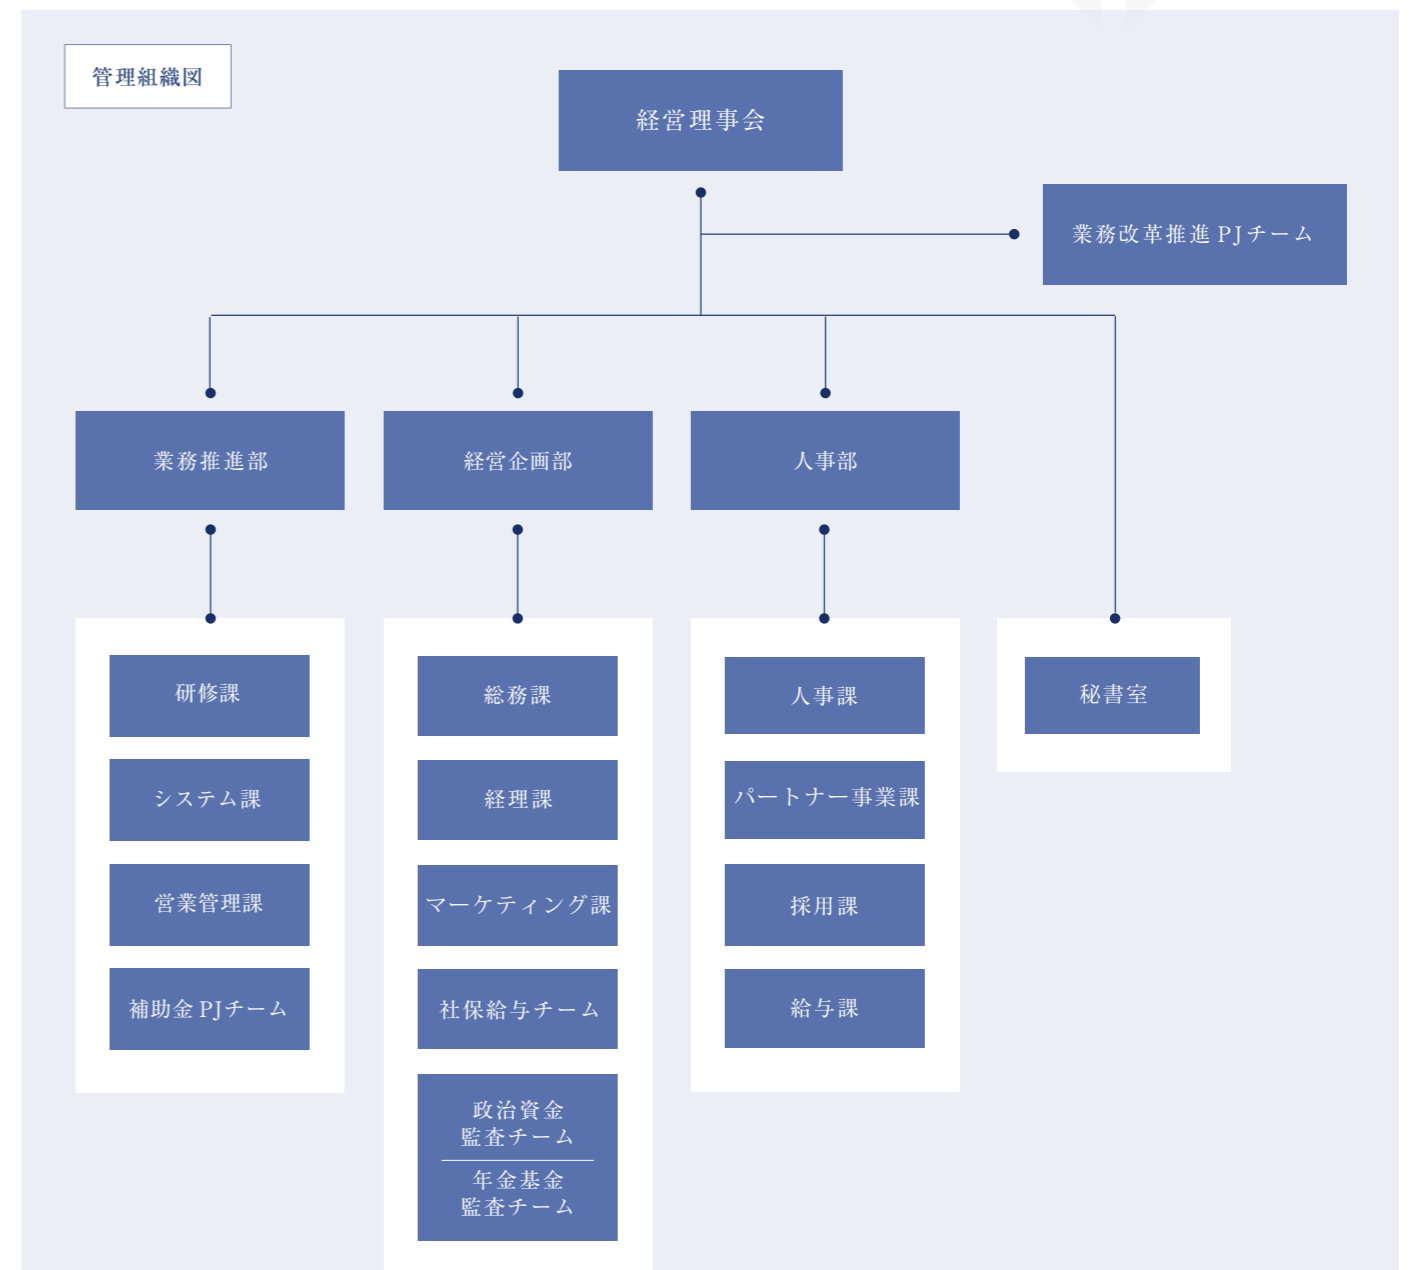 管理組織図
経営理事会
業務改革推進 PJチーム
業務推進部
経営企画部
人事部
研修課
システム課
営業管理課
補助金 PJチーム
総務課
経理課
マーケティング課
社保給与チーム
政治資金
監査チーム
年金基金
監査チーム
人事課
パートナー事業課
採用課
給与課
秘書室